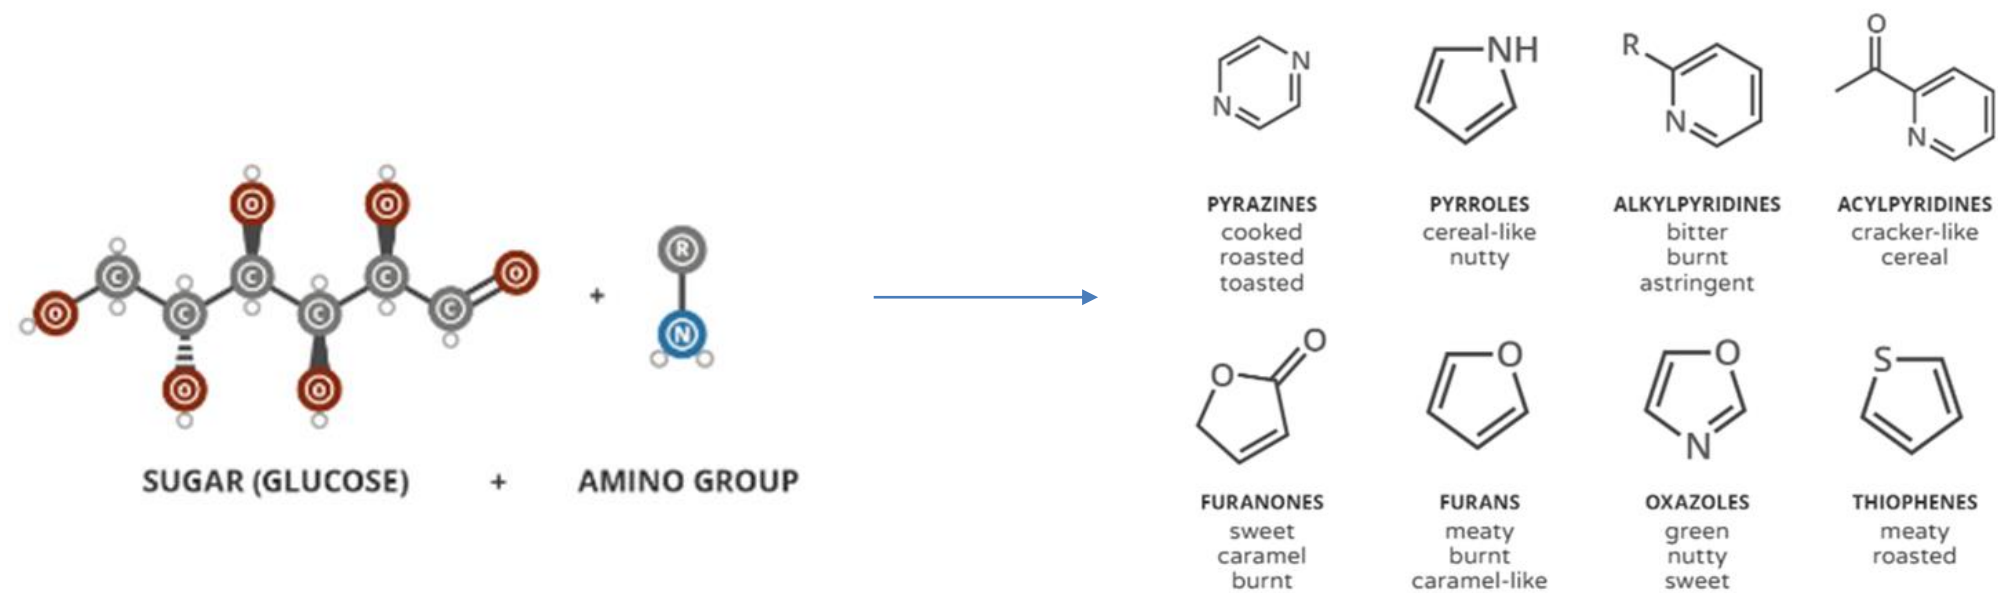 O
N
N
NH
R
N
N
PYRAZINES
cooked
roasted
toasted
PYRROLES
cereal-like
nutty
ALKYLPYRIDINES
bitter
burnt
astringent
ACYLPYRIDINES
cracker-like
cereal
O O
C C C C C C O
O
O O
+
R
N
SUGAR (GLUCOSE) + AMINO GROUP
O
O
O
O
N
S
FURANONES
sweet
caramel
burnt
FURANS
meaty
burnt
caramel-like
OXAZOLES
green
nutty
sweet
THIOPHENES
meaty
roasted